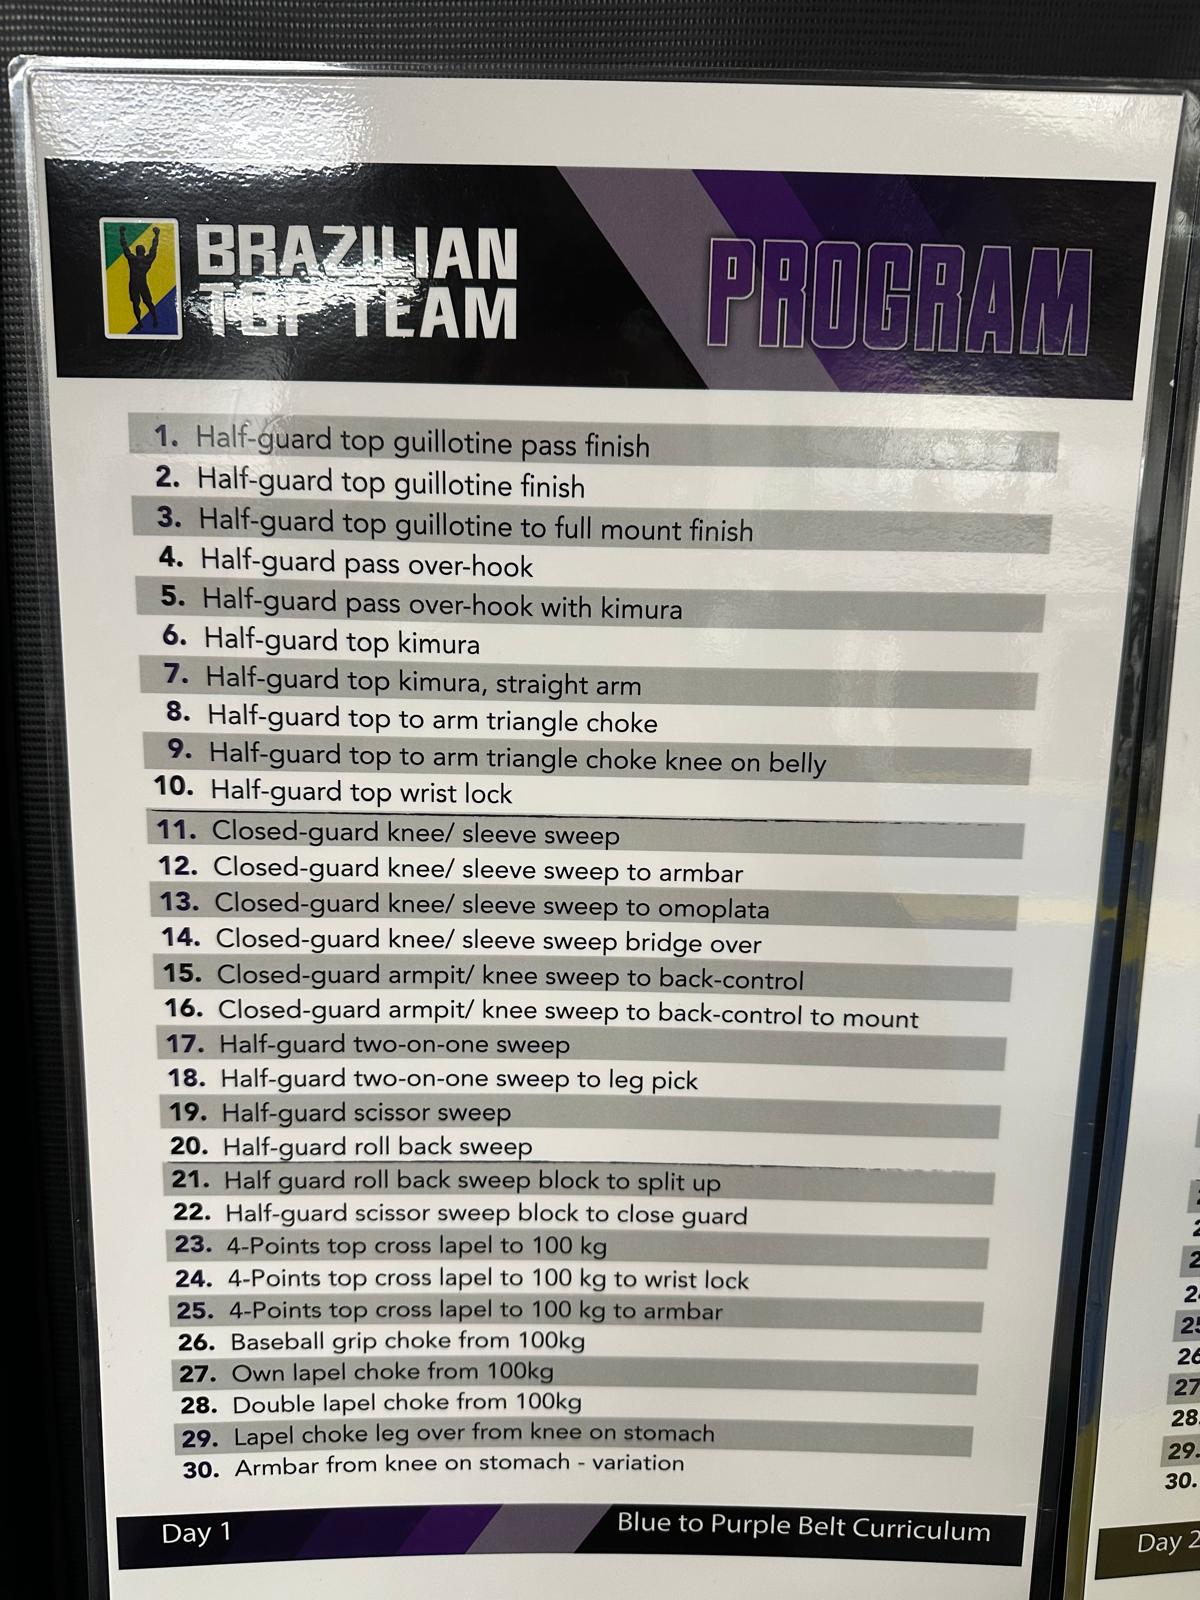 BRAZILIAN
TOP TEAM
PROGRAM
1. Half-guard top guillotine pass finish
2. Half-guard top guillotine finish
3. Half-guard top guillotine to full mount finish
4. Half-guard pass over-hook
5. Half-guard pass over-hook with kimura
6. Half-guard top kimura
7. Half-guard top kimura, straight arm
8. Half-guard top to arm triangle choke
9. Half-guard top to arm triangle choke knee on belly
10. Half-guard top wrist lock
11. Closed-guard knee/ sleeve sweep
12. Closed-guard knee/ sleeve sweep to armbar
13. Closed-guard knee/ sleeve sweep to omoplata
14. Closed-guard knee/ sleeve sweep bridge over
15. Closed-guard armpit/ knee sweep to back-control
16. Closed-guard armpit/ knee sweep to back-control to mount
17. Half-guard two-on-one sweep
18. Half-guard two-on-one sweep to leg pick
19. Half-guard scissor sweep
20. Half-guard roll back sweep
21. Half guard roll back sweep block to split up
22. Half-guard scissor sweep block to close guard
23. 4-Points top cross lapel to 100 kg
24. 4-Points top cross lapel to 100 kg to wrist lock
25. 4-Points top cross lapel to 100 kg to armbar
26. Baseball grip choke from 100kg
27. Own lapel choke from 100kg
28. Double lapel choke from 100kg
29. Lapel choke leg over from knee on stomach
30. Armbar from knee on stomach - variation
Day 1
Blue to Purple Belt Curriculum
26
27
28.
29.
30.
Day 2